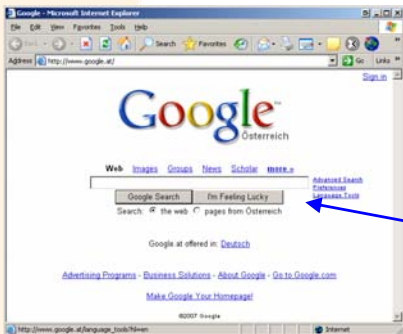 Google - Microsoft Internet Explorer
File Edit View Favorites Tools Help
Back Search Favorites
Address http://www.google.at/ Go Links »
Sign in
Google™
Österreich
Web Images Groups News Scholar more »
Advanced Search
Preferences
Language Tools
Google Search I'm Feeling Lucky
Search: the web pages from Österreich
Google.at offered in: Deutsch
Advertising Programs - Business Solutions - About Google - Go to Google.com
Make Google Your Homepage!
©2007 Google
http://www.google.at/language_tools?hl=en Internet